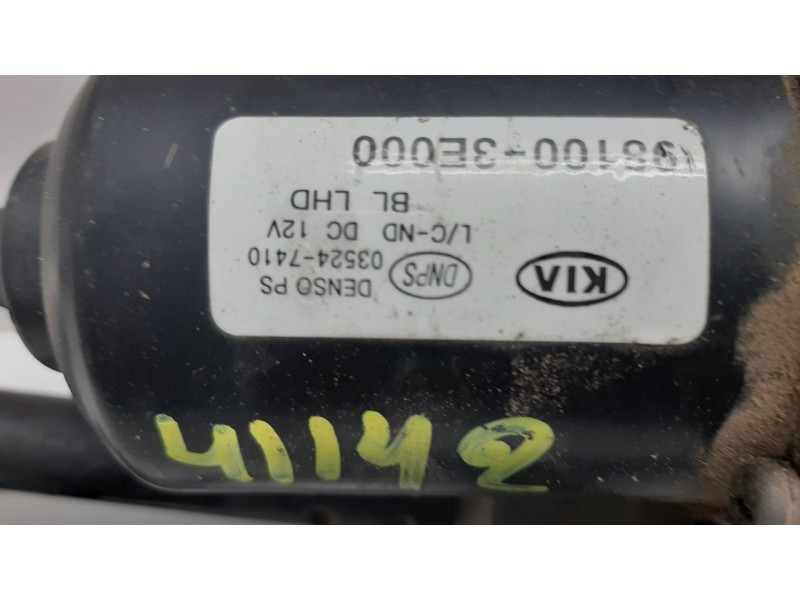 KIA
DNPS
DENSO PS
03524-7410
L/C-ND DC 12V
BL LHD
98100-3E000
41142